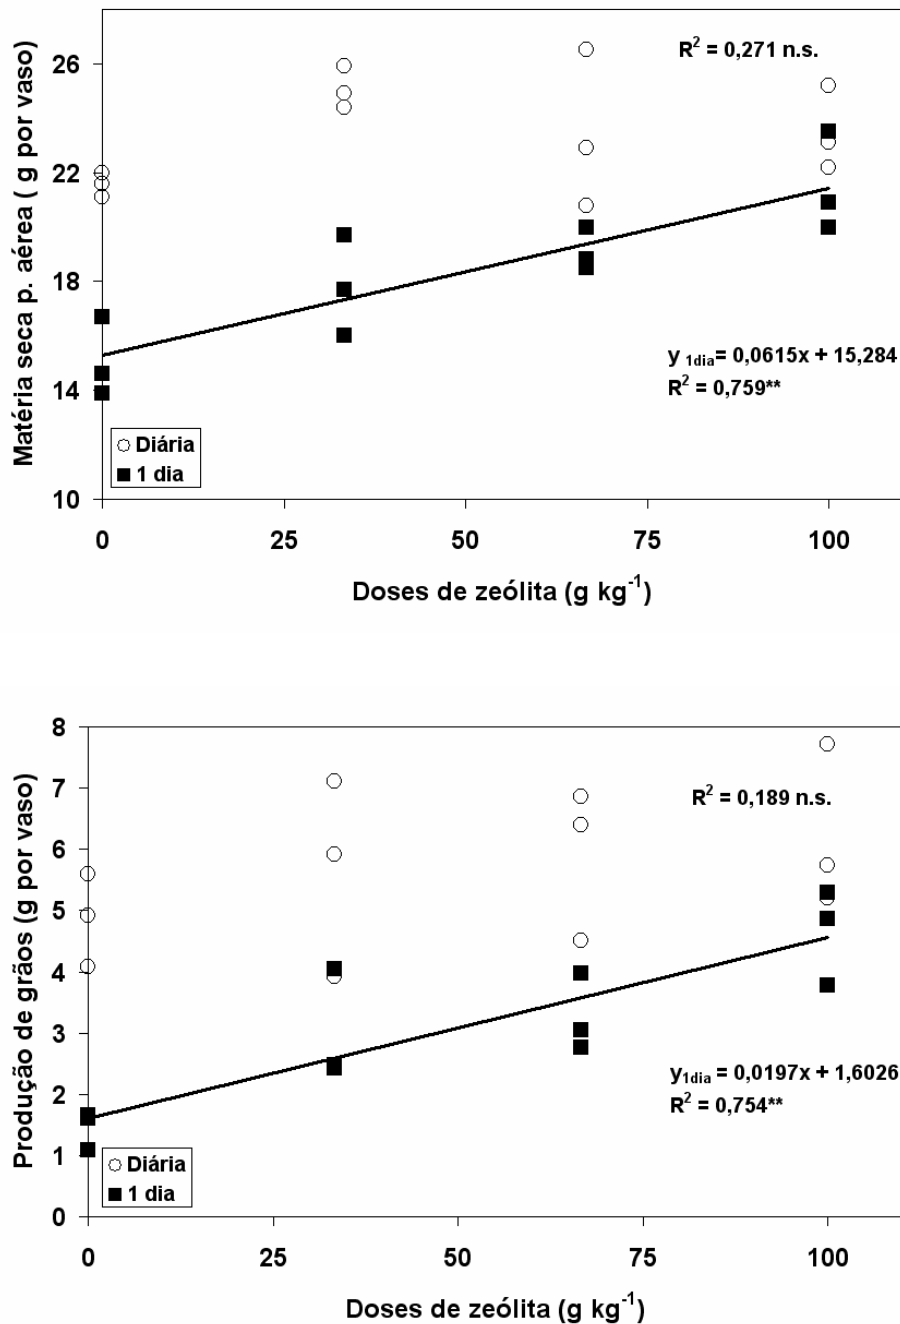 Matéria seca p. aérea ( g por vaso)
26
22
18
14
10
R² = 0,271 n.s.
y 1dia= 0,0615x + 15,284
R² = 0,759**
Diária
1 dia
0 25 50 75 100
Doses de zeólita (g kg⁻¹)
Produção de grãos (g por vaso)
8
7
6
5
4
3
2
1
0
R² = 0,189 n.s.
y1dia = 0,0197x + 1,6026
R² = 0,754**
Diária
1 dia
0 25 50 75 100
Doses de zeólita (g kg⁻¹)